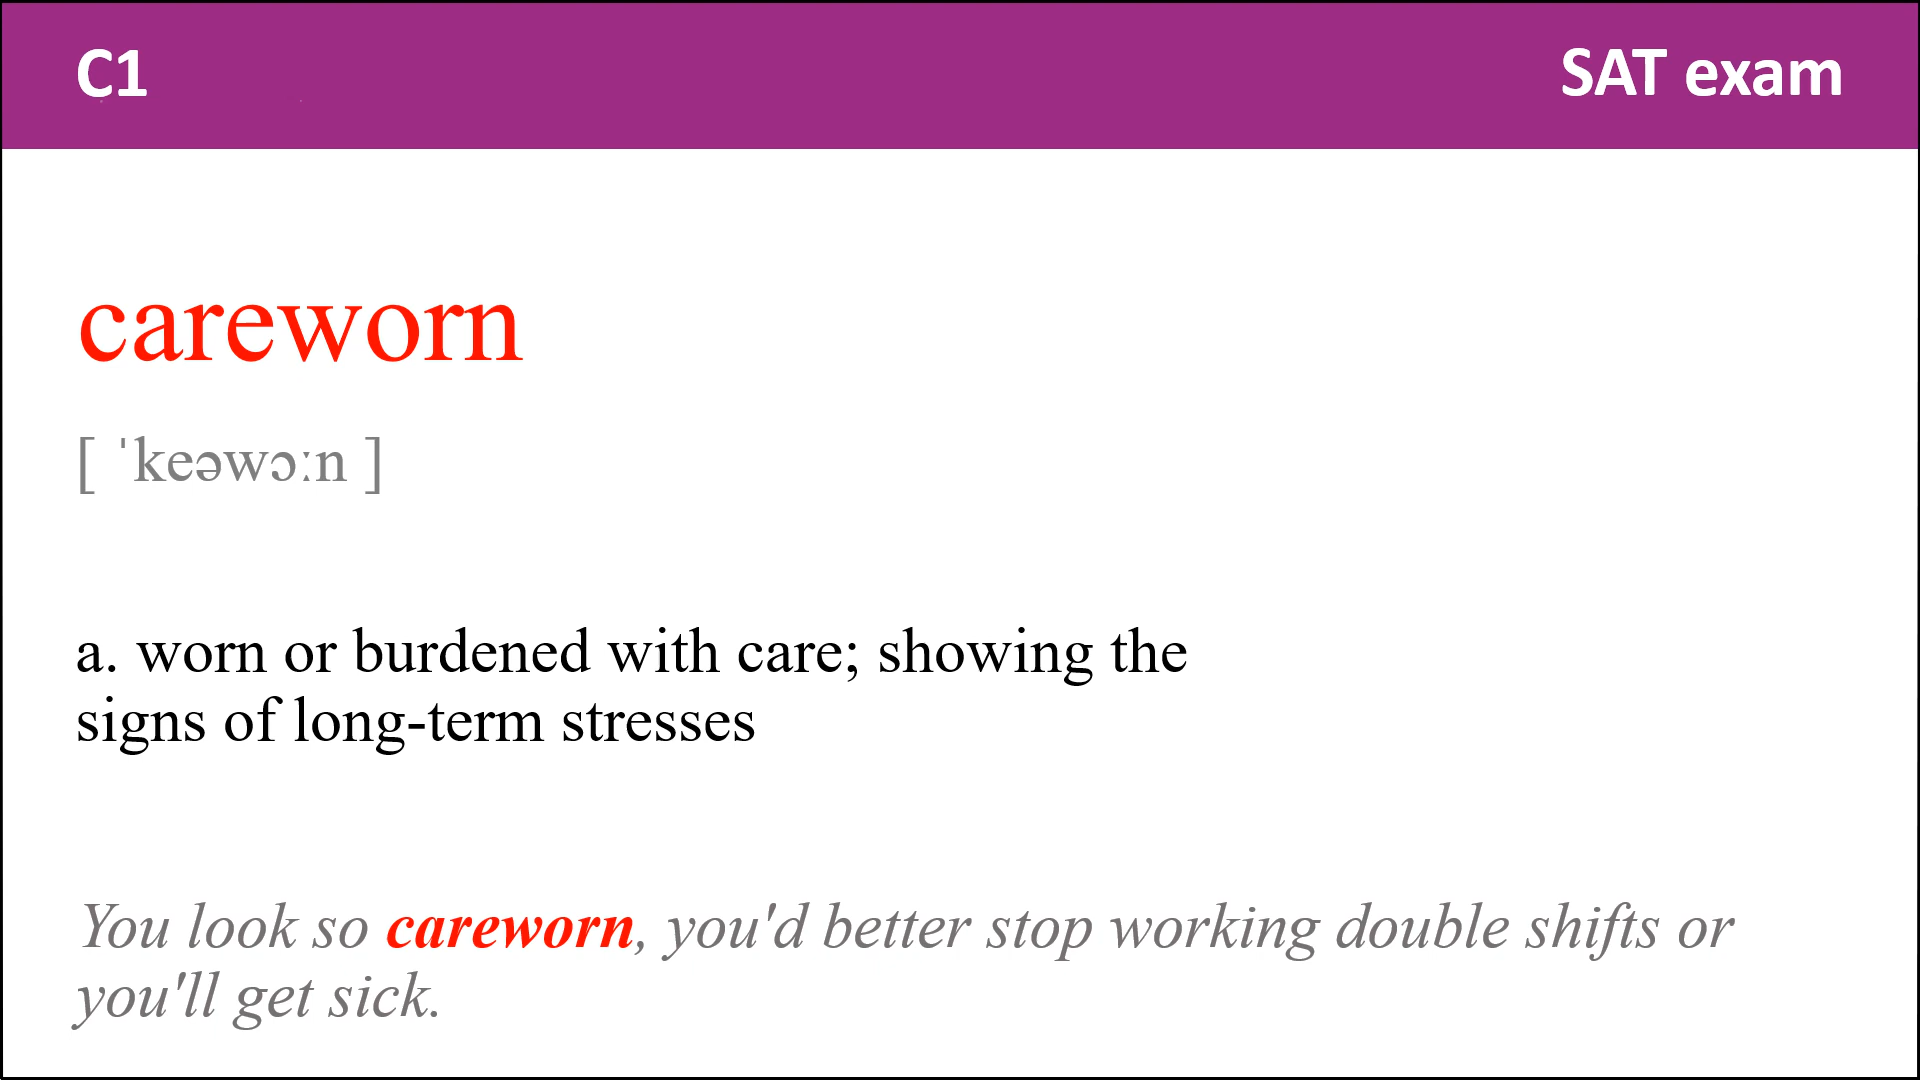 C1 SAT exam
careworn
[ ˈkeəwɔːn ]
a. worn or burdened with care; showing the
signs of long-term stresses
You look so careworn, you'd better stop working double shifts or
you'll get sick.